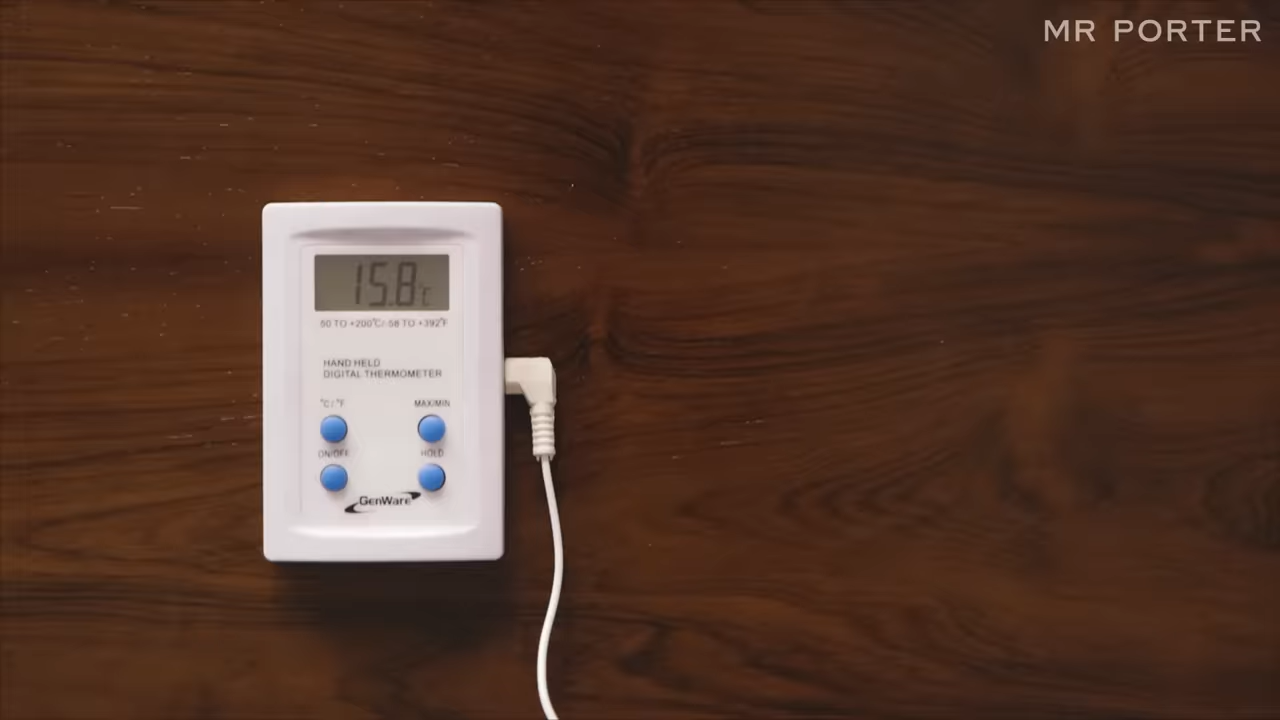 MR PORTER
15.8°C
50 TO +200°C/-58 TO +392°F
HAND HELD
DIGITAL THERMOMETER
°C / °F MAX/MIN
ON/OFF HOLD
GenWare